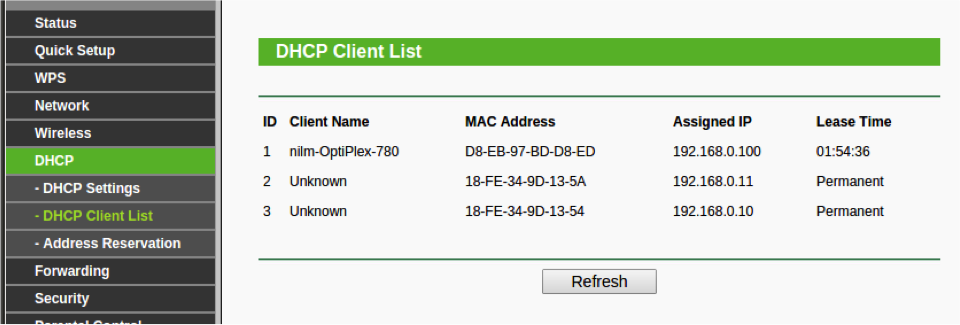 Status
Quick Setup
WPS
Network
Wireless
DHCP
- DHCP Settings
- DHCP Client List
- Address Reservation
Forwarding
Security
Parental Control
DHCP Client List
ID Client Name MAC Address Assigned IP Lease Time
1 nilm-OptiPlex-780 D8-EB-97-BD-D8-ED 192.168.0.100 01:54:36
2 Unknown 18-FE-34-9D-13-5A 192.168.0.11 Permanent
3 Unknown 18-FE-34-9D-13-54 192.168.0.10 Permanent
Refresh